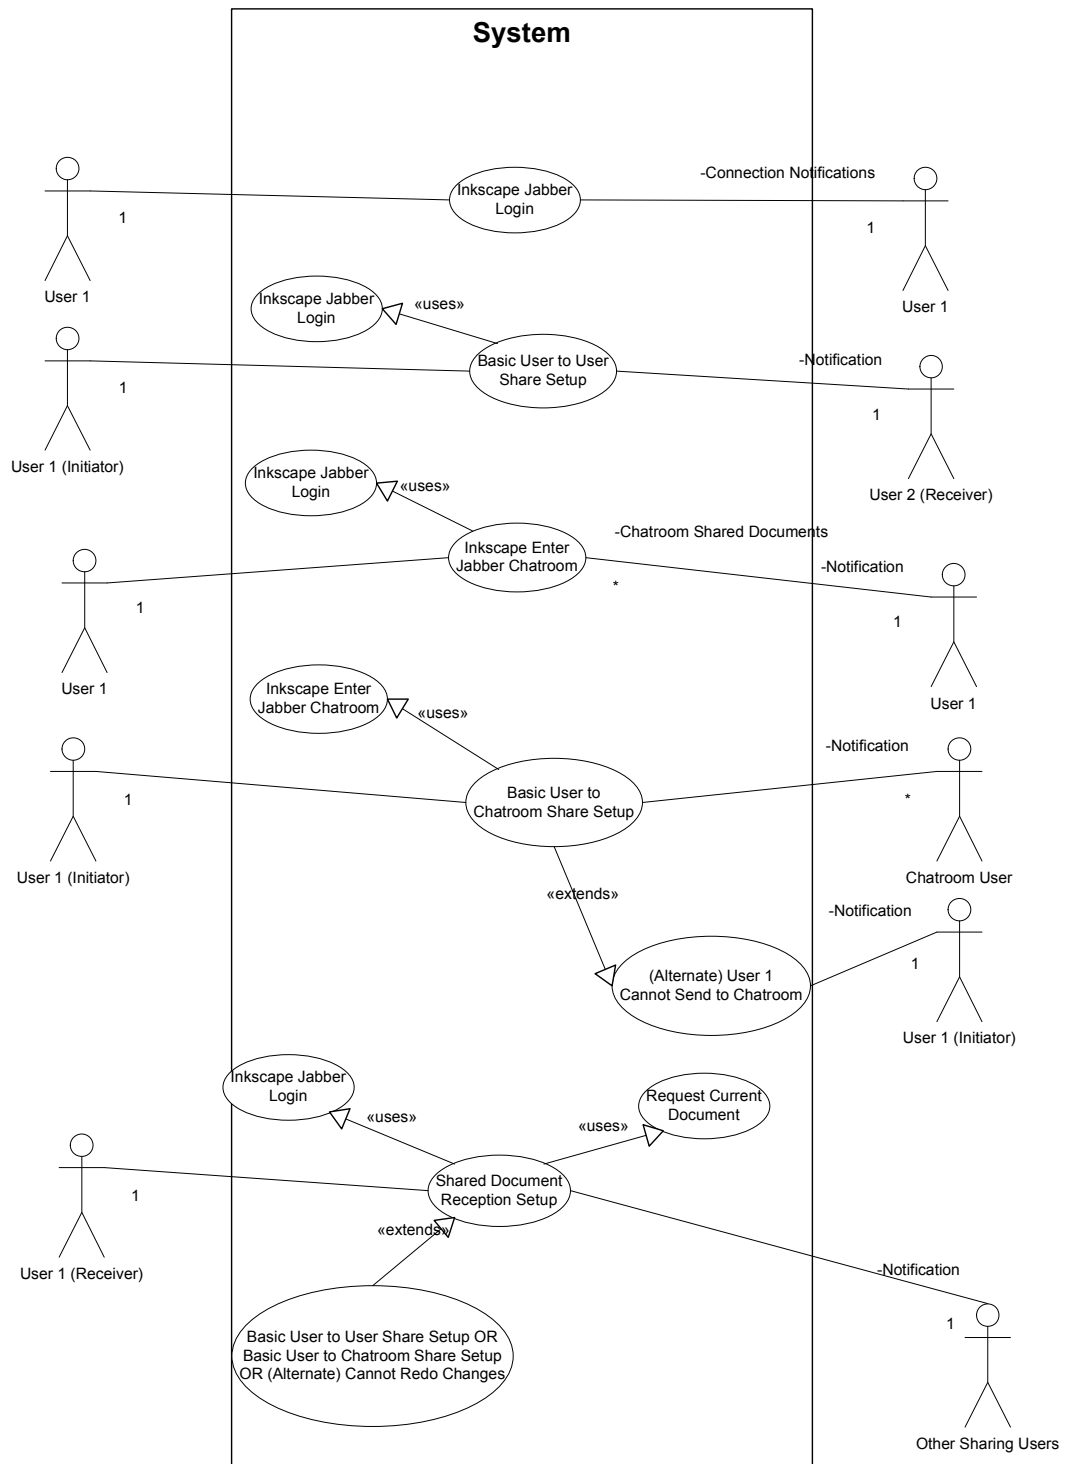 System
-Connection Notifications
Inkscape Jabber
Login
1
1
User 1
User 1
Inkscape Jabber
Login
«uses»
Basic User to User
Share Setup
-Notification
1
1
User 1 (Initiator)
User 2 (Receiver)
Inkscape Jabber
Login
«uses»
-Chatroom Shared Documents
Inkscape Enter
Jabber Chatroom
-Notification
*
1
1
User 1
User 1
Inkscape Enter
Jabber Chatroom
«uses»
-Notification
Basic User to
Chatroom Share Setup
1
*
User 1 (Initiator)
Chatroom User
«extends»
-Notification
(Alternate) User 1
Cannot Send to Chatroom
1
User 1 (Initiator)
Inkscape Jabber
Login
Request Current
Document
«uses»
«uses»
Shared Document
Reception Setup
1
«extends»
User 1 (Receiver)
-Notification
1
Basic User to User Share Setup OR
Basic User to Chatroom Share Setup
OR (Alternate) Cannot Redo Changes
Other Sharing Users